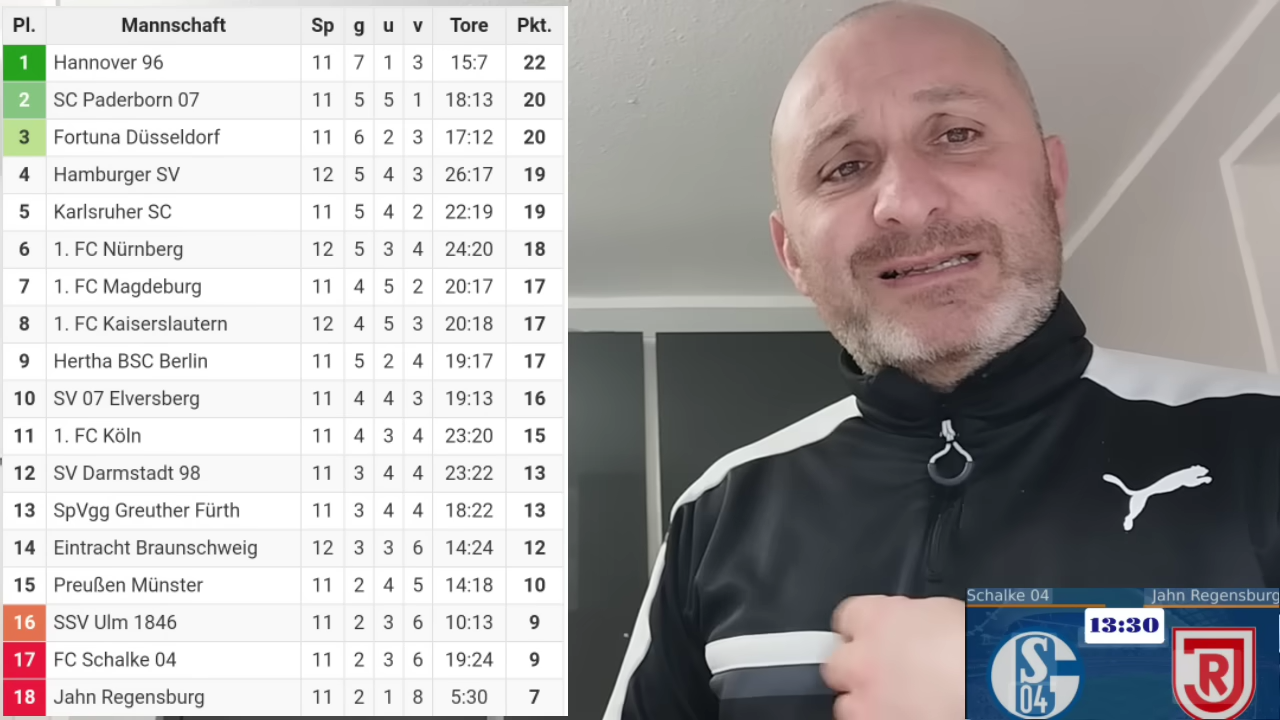 Pl. Mannschaft Sp g u v Tore Pkt.
1 Hannover 96 11 7 1 3 15:7 22
2 SC Paderborn 07 11 5 5 1 18:13 20
3 Fortuna Düsseldorf 11 6 2 3 17:12 20
4 Hamburger SV 12 5 4 3 26:17 19
5 Karlsruher SC 11 5 4 2 22:19 19
6 1. FC Nürnberg 12 5 3 4 24:20 18
7 1. FC Magdeburg 11 4 5 2 20:17 17
8 1. FC Kaiserslautern 12 4 5 3 20:18 17
9 Hertha BSC Berlin 11 5 2 4 19:17 17
10 SV 07 Elversberg 11 4 4 3 19:13 16
11 1. FC Köln 11 4 3 4 23:20 15
12 SV Darmstadt 98 11 3 4 4 23:22 13
13 SpVgg Greuther Fürth 11 3 4 4 18:22 13
14 Eintracht Braunschweig 12 3 3 6 14:24 12
15 Preußen Münster 11 2 4 5 14:18 10
16 SSV Ulm 1846 11 2 3 6 10:13 9
17 FC Schalke 04 11 2 3 6 19:24 9
18 Jahn Regensburg 11 2 1 8 5:30 7
Schalke 04 Jahn Regensburg
13:30
S
04
R